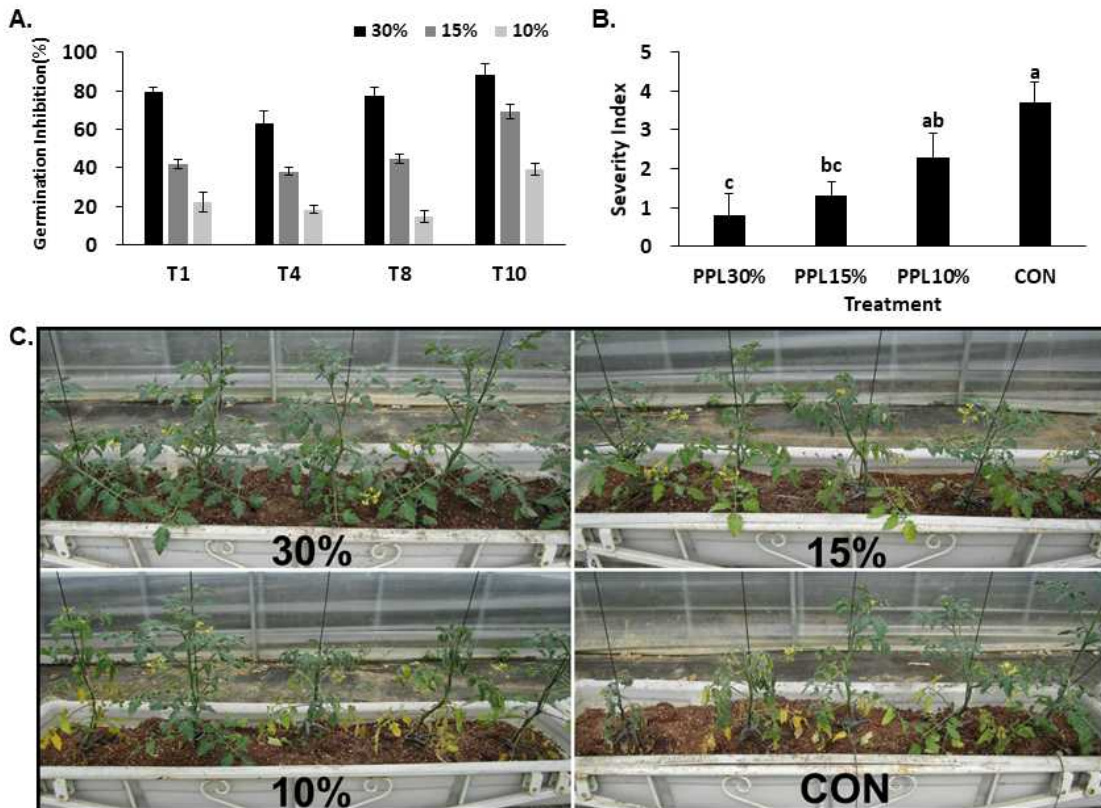 A.
30% 15% 10%
Germination Inhibition(%)
100
80
60
40
20
0
T1 T4 T8 T10
B.
Severity Index
5
4
3
2
1
0
c bc ab a
PPL30% PPL15% PPL10% CON
Treatment
C.
30% 15%
10% CON